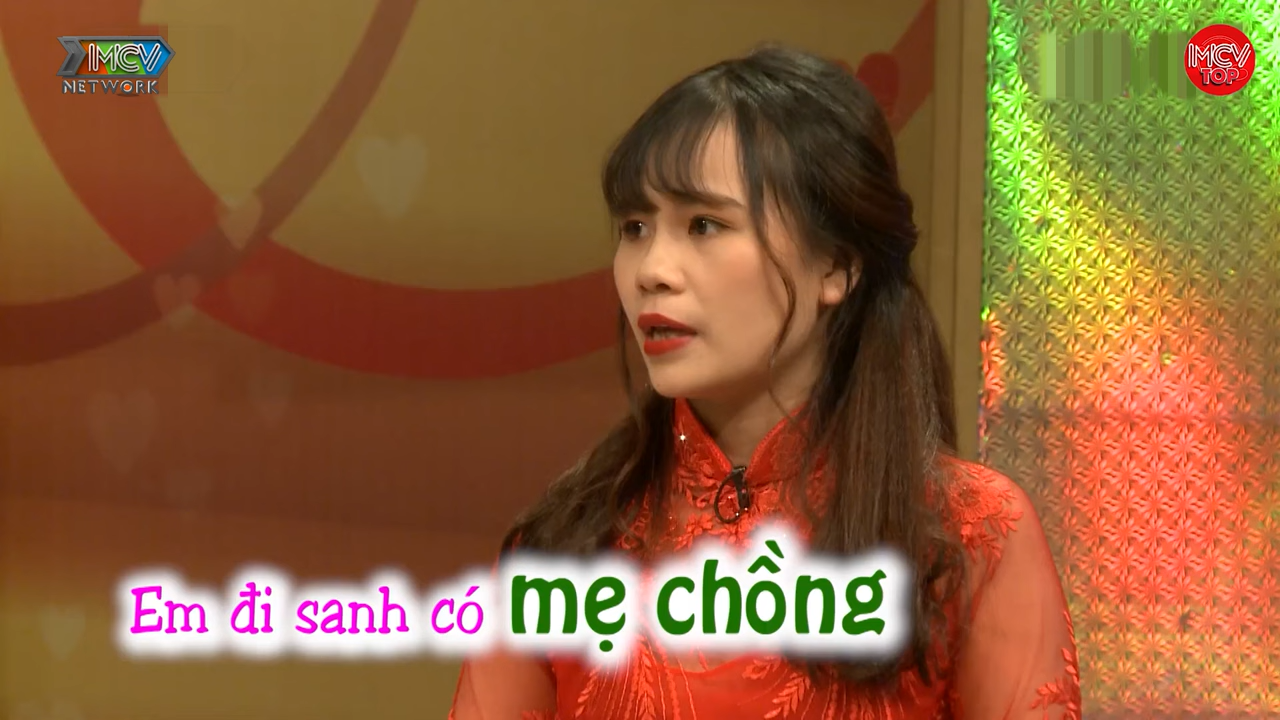 MCV
NETWORK
MCV
TOP
Em đi sanh có mẹ chồng